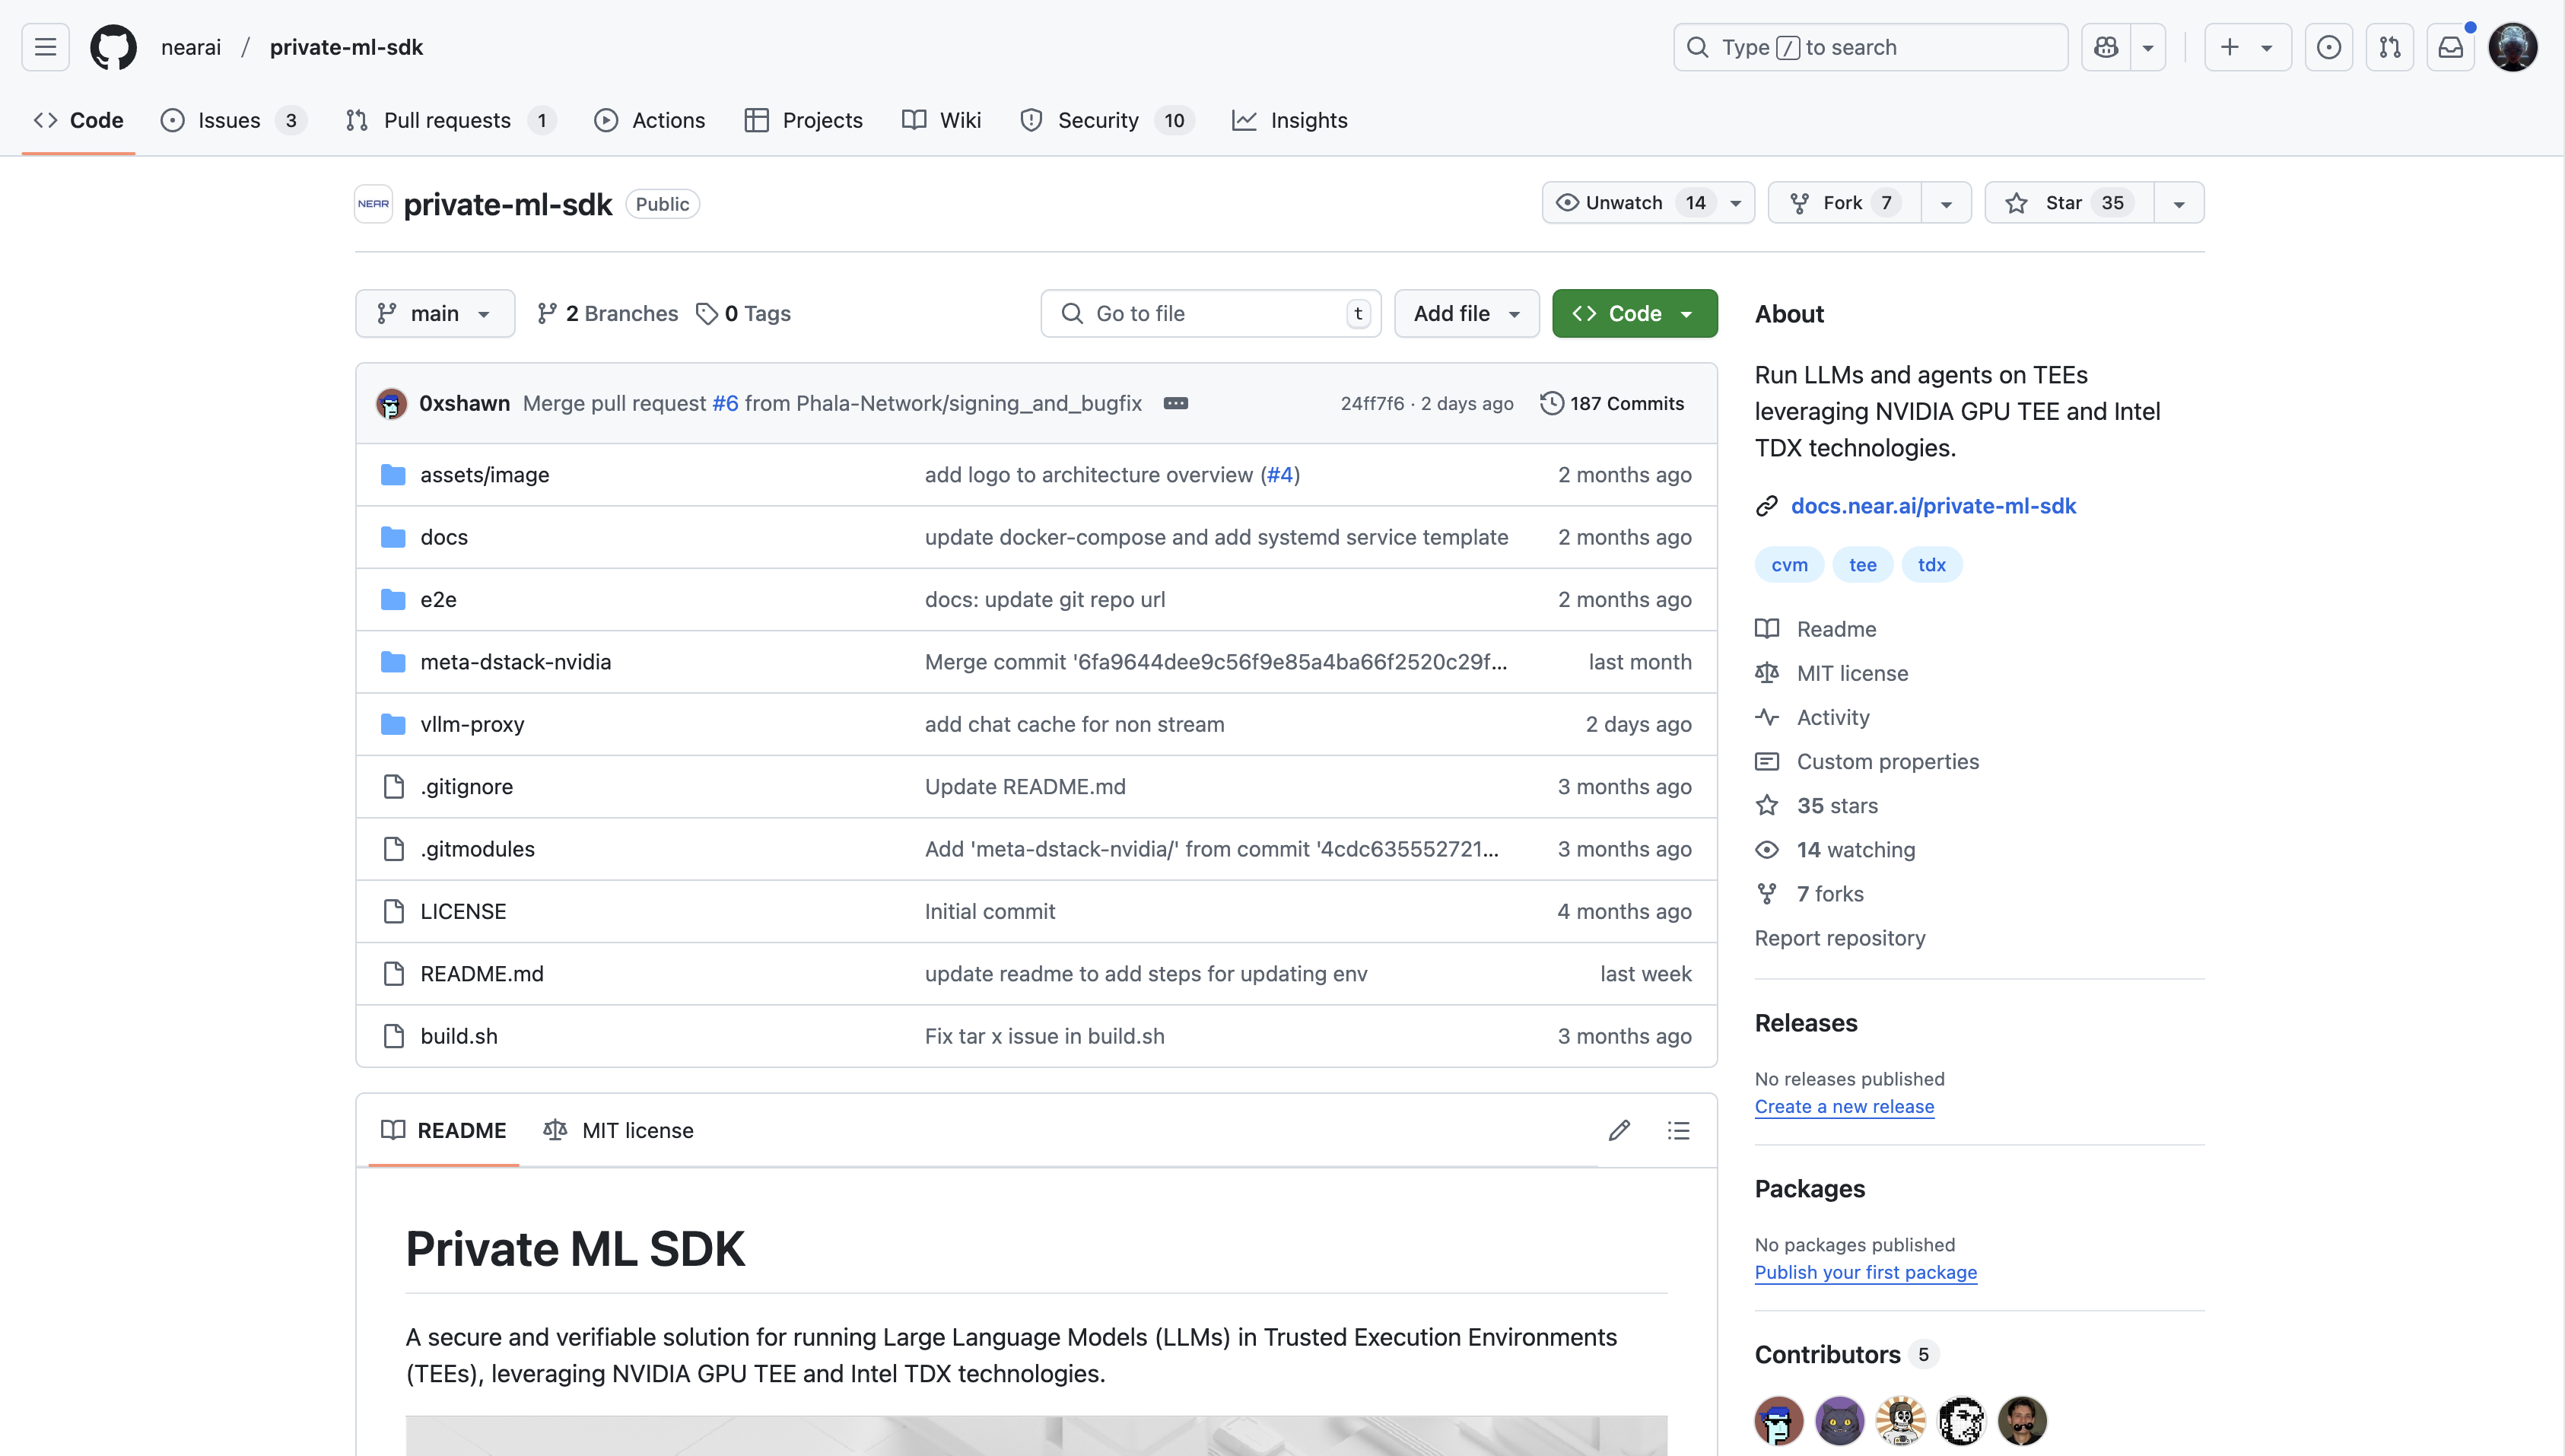 nearai / private-ml-sdk
Type / to search
Code
Issues 3
Pull requests 1
Actions
Projects
Wiki
Security 10
Insights
NEAR
private-ml-sdk
Public
Unwatch 14
Fork 7
Star 35
main
2 Branches
0 Tags
Go to file
t
Add file
Code
0xshawn Merge pull request #6 from Phala-Network/signing_and_bugfix 24ff7f6 · 2 days ago 187 Commits
assets/image add logo to architecture overview (#4) 2 months ago
docs update docker-compose and add systemd service template 2 months ago
e2e docs: update git repo url 2 months ago
meta-dstack-nvidia Merge commit '6fa9644dee9c56f9e85a4ba66f2520c29f... last month
vllm-proxy add chat cache for non stream 2 days ago
.gitignore Update README.md 3 months ago
.gitmodules Add 'meta-dstack-nvidia/' from commit '4cdc635552721... 3 months ago
LICENSE Initial commit 4 months ago
README.md update readme to add steps for updating env last week
build.sh Fix tar x issue in build.sh 3 months ago
README
MIT license
Private ML SDK
A secure and verifiable solution for running Large Language Models (LLMs) in Trusted Execution Environments
(TEEs), leveraging NVIDIA GPU TEE and Intel TDX technologies.
About
Run LLMs and agents on TEEs
leveraging NVIDIA GPU TEE and Intel
TDX technologies.
docs.near.ai/private-ml-sdk
cvm tee tdx
Readme
MIT license
Activity
Custom properties
35 stars
14 watching
7 forks
Report repository
Releases
No releases published
Create a new release
Packages
No packages published
Publish your first package
Contributors 5